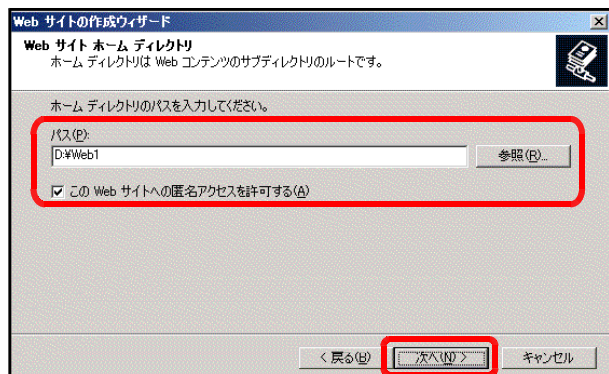 Web サイトの作成ウィザード
Web サイト ホーム ディレクトリ
ホーム ディレクトリは Web コンテンツのサブディレクトリのルートです。
ホーム ディレクトリのパスを入力してください。
パス(P):
D:¥Web1
参照(R)...
この Web サイトへの匿名アクセスを許可する(A)
< 戻る(B) 次へ(N) > キャンセル